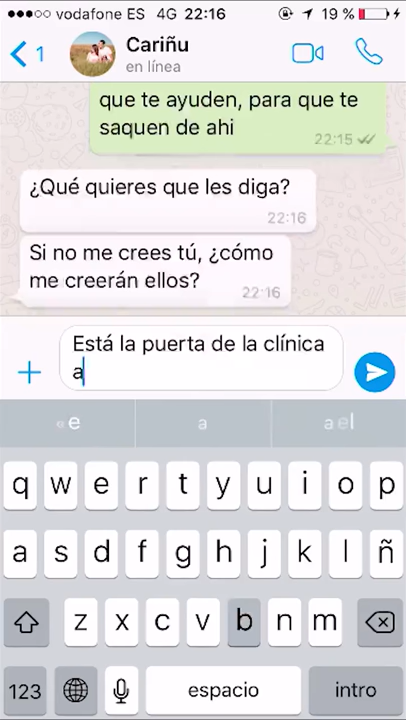 vodafone ES 4G 22:16 19 %
1 Cariñu
en línea
que te ayuden, para que te
saquen de ahi
22:15
¿Qué quieres que les diga?
22:16
Si no me crees tú, ¿cómo
me creerán ellos?
22:16
Está la puerta de la clínica
a
«e a ael
q w e r t y u i o p
a s d f g h j k l ñ
z x c v b n m
123 espacio intro